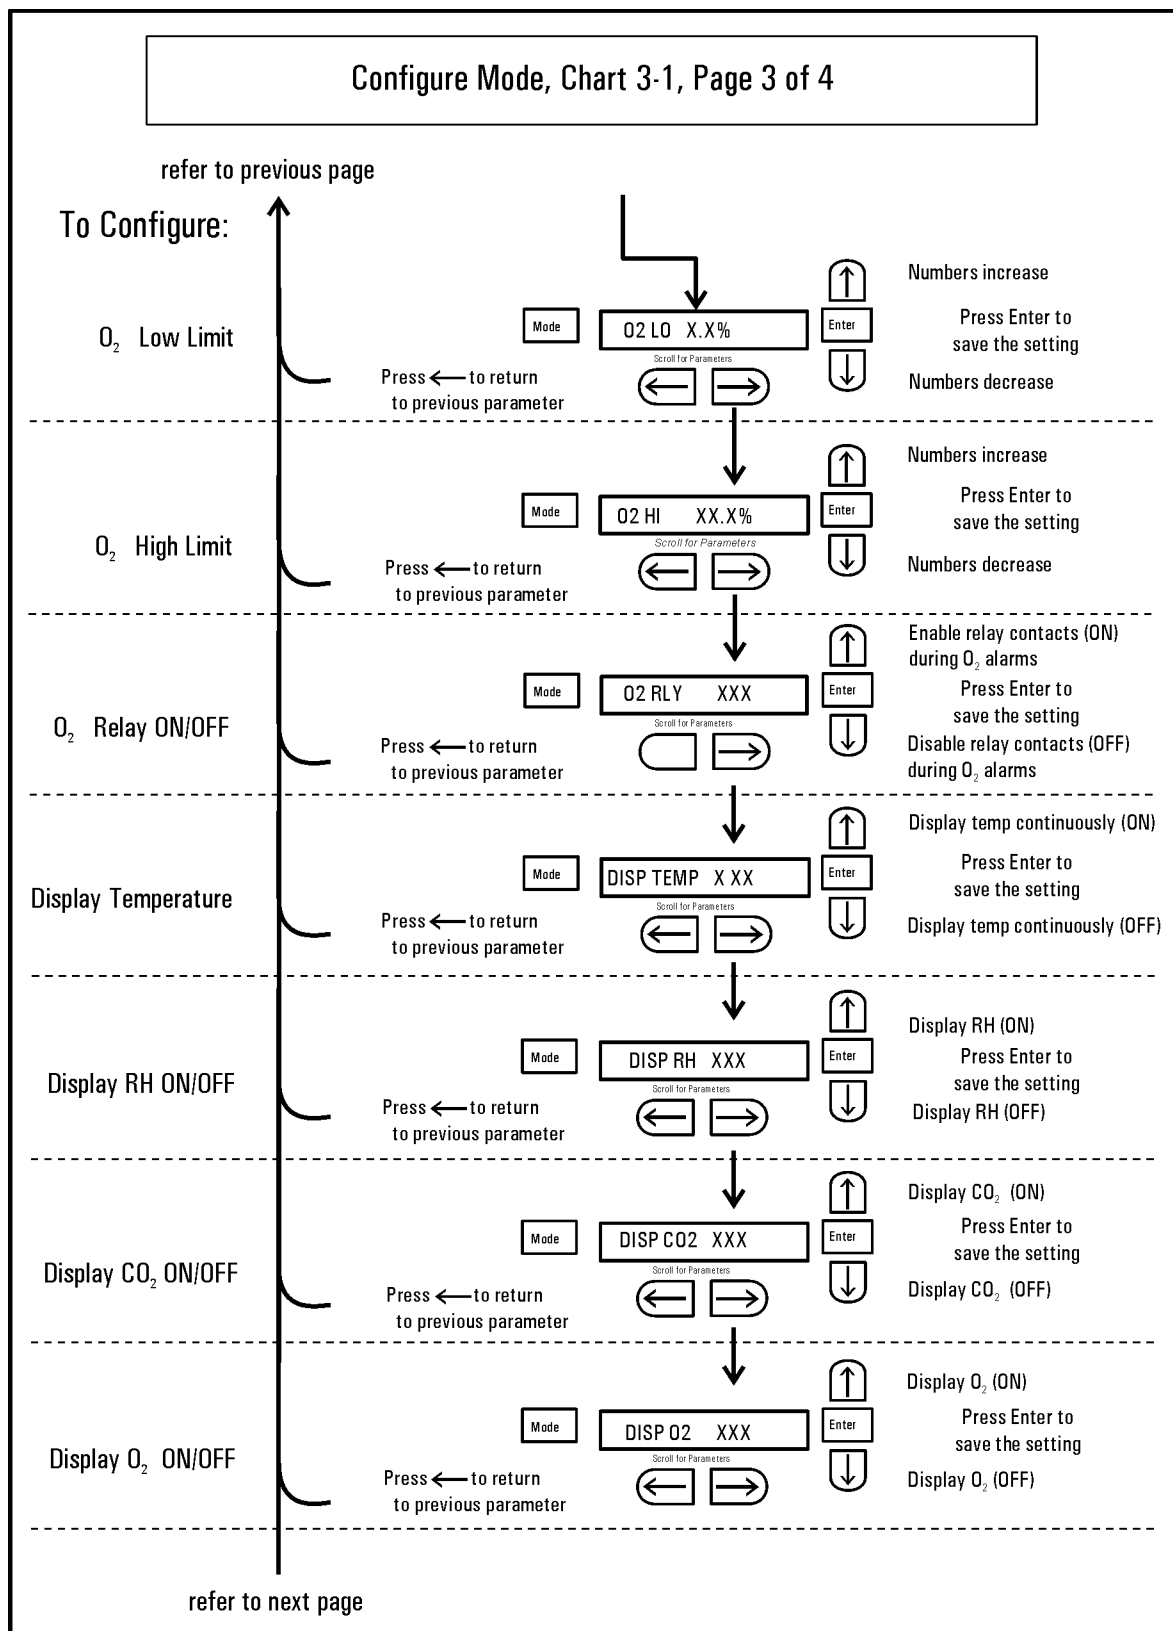 Configure Mode, Chart 3-1, Page 3 of 4
refer to previous page
To Configure:
O2 Low Limit
Mode
O2 LO X.X%
Scroll for Parameters
Press ← to return
to previous parameter
Numbers increase
Enter
Press Enter to
save the setting
Numbers decrease
O2 High Limit
Mode
O2 HI XX.X%
Scroll for Parameters
Press ← to return
to previous parameter
Numbers increase
Enter
Press Enter to
save the setting
Numbers decrease
O2 Relay ON/OFF
Mode
O2 RLY XXX
Scroll for Parameters
Press ← to return
to previous parameter
Enable relay contacts (ON)
during O2 alarms
Enter
Press Enter to
save the setting
Disable relay contacts (OFF)
during O2 alarms
Display Temperature
Mode
DISP TEMP X XX
Scroll for Parameters
Press ← to return
to previous parameter
Display temp continuously (ON)
Enter
Press Enter to
save the setting
Display temp continuously (OFF)
Display RH ON/OFF
Mode
DISP RH XXX
Scroll for Parameters
Press ← to return
to previous parameter
Display RH (ON)
Enter
Press Enter to
save the setting
Display RH (OFF)
Display CO2 ON/OFF
Mode
DISP CO2 XXX
Scroll for Parameters
Press ← to return
to previous parameter
Display CO2 (ON)
Enter
Press Enter to
save the setting
Display CO2 (OFF)
Display O2 ON/OFF
Mode
DISP O2 XXX
Scroll for Parameters
Press ← to return
to previous parameter
Display O2 (ON)
Enter
Press Enter to
save the setting
Display O2 (OFF)
refer to next page